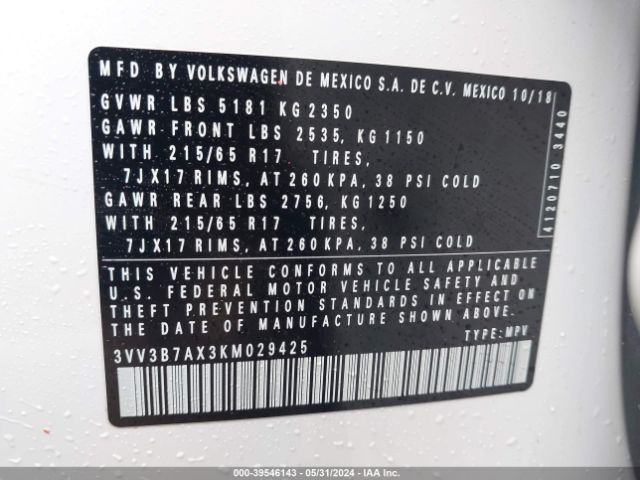 MFD BY VOLKSWAGEN DE MEXICO S.A. DE C.V. MEXICO 10/18
GVWR LBS 5181 KG 2350
GAWR FRONT LBS 2535, KG 1150
WITH 215/65 R17 TIRES,
7JX17 RIMS, AT 260 KPA, 38 PSI COLD
GAWR REAR LBS 2756, KG 1250
WITH 215/65 R17 TIRES,
7JX17 RIMS, AT 260 KPA, 38 PSI COLD
4120710 3440
THIS VEHICLE CONFORMS TO ALL APPLICABLE
U.S. FEDERAL MOTOR VEHICLE SAFETY AND
THEFT PREVENTION STANDARDS IN EFFECT ON
THE DATE OF MANUFACTURE SHOWN ABOVE.
3VV3B7AX3KM029425 TYPE: MPV
000-39546143 - 05/31/2024 - IAA Inc.